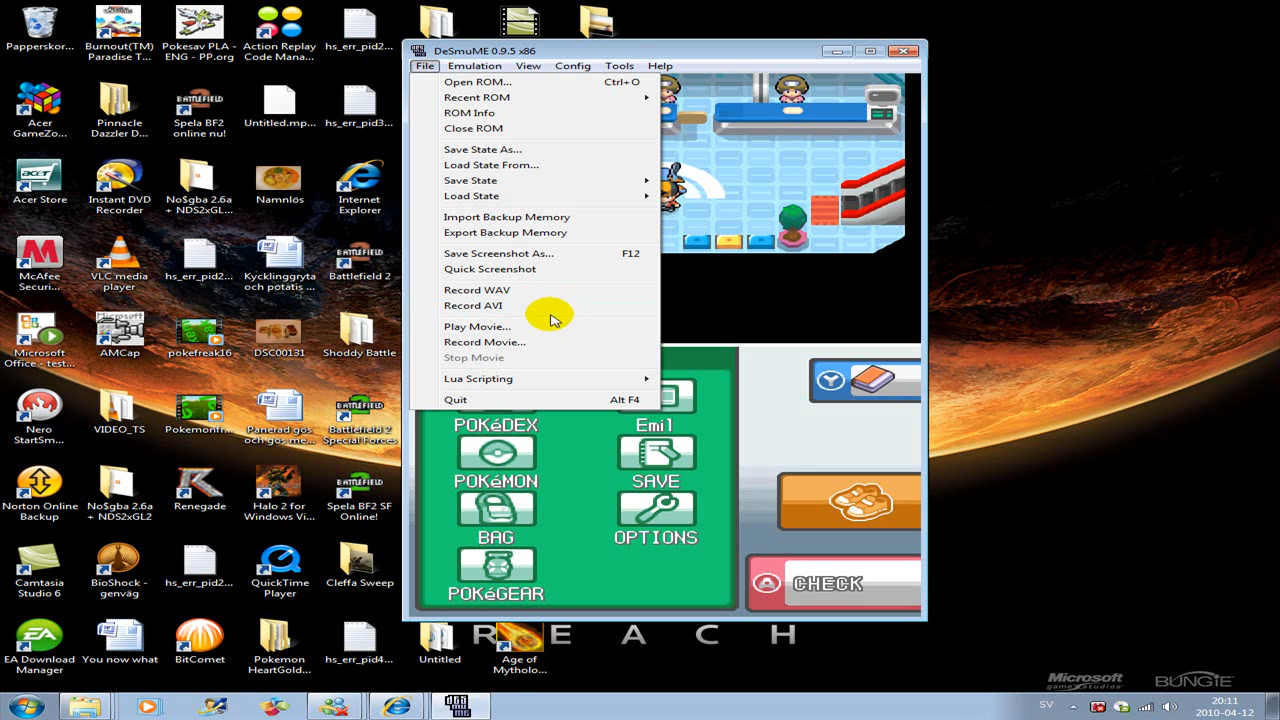 Papperskor...
Burnout(TM)
Paradise T...
Pokesav PLA -
ENG - PP.org
Action Replay
Code Mana...
hs_err_pid2...
DeSmuME 0.9.5 x86
File Emulation View Config Tools Help
Open ROM... Ctrl+O
Recent ROM
ROM Info
Close ROM
Save State As...
Load State From...
Save State
Load State
Import Backup Memory
Export Backup Memory
Save Screenshot As... F12
Quick Screenshot
Record WAV
Record AVI
Play Movie...
Record Movie...
Stop Movie
Lua Scripting
Quit Alt F4
Acer
GameZo...
Pinnacle
Dazzler D...
Spela BF2
online nu!
Untitled.mp...
hs_err_pid3...
Acer Store
Instant DVD
Recorder
No$gba 2.6a
+ NDS2xGL...
Namnlös
Internet
Explorer
McAfee
Securi...
VLC media
player
hs_err_pid2...
Kycklinggryta
och potatis...
Battlefield 2
Microsoft
Office - test...
AMCap
pokefreak16
DSC00131
Shoddy Battle
Nero
StartSm...
VIDEO_TS
Pokemonfr...
Panerad gös
och gös me...
Battlefield 2
Special Forces
Norton Online
Backup
No$gba 2.6a
+ NDS2xGL2
Renegade
Halo 2 for
Windows Vi...
Spela BF2 SF
Online!
Camtasia
Studio 6
BioShock -
genväg
hs_err_pid2...
QuickTime
Player
Cleffa Sweep
EA Download
Manager
You now what
BitComet
Pokemon
HeartGold...
hs_err_pid4...
Untitled
Age of
Mytholo...
POKéDEX
Emil
POKéMON
SAVE
BAG
OPTIONS
POKéGEAR
Y
CHECK
R E A C H
Microsoft
game studios
BUNGiE
SV
20:11
2010-04-12